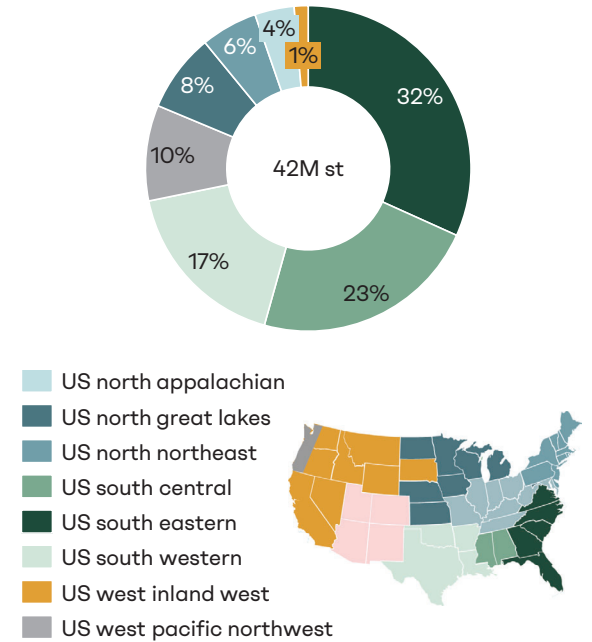 4%
6%
1%
8%
32%
10%
42M st
17%
23%
US north appalachian
US north great lakes
US north northeast
US south central
US south eastern
US south western
US west inland west
US west pacific northwest